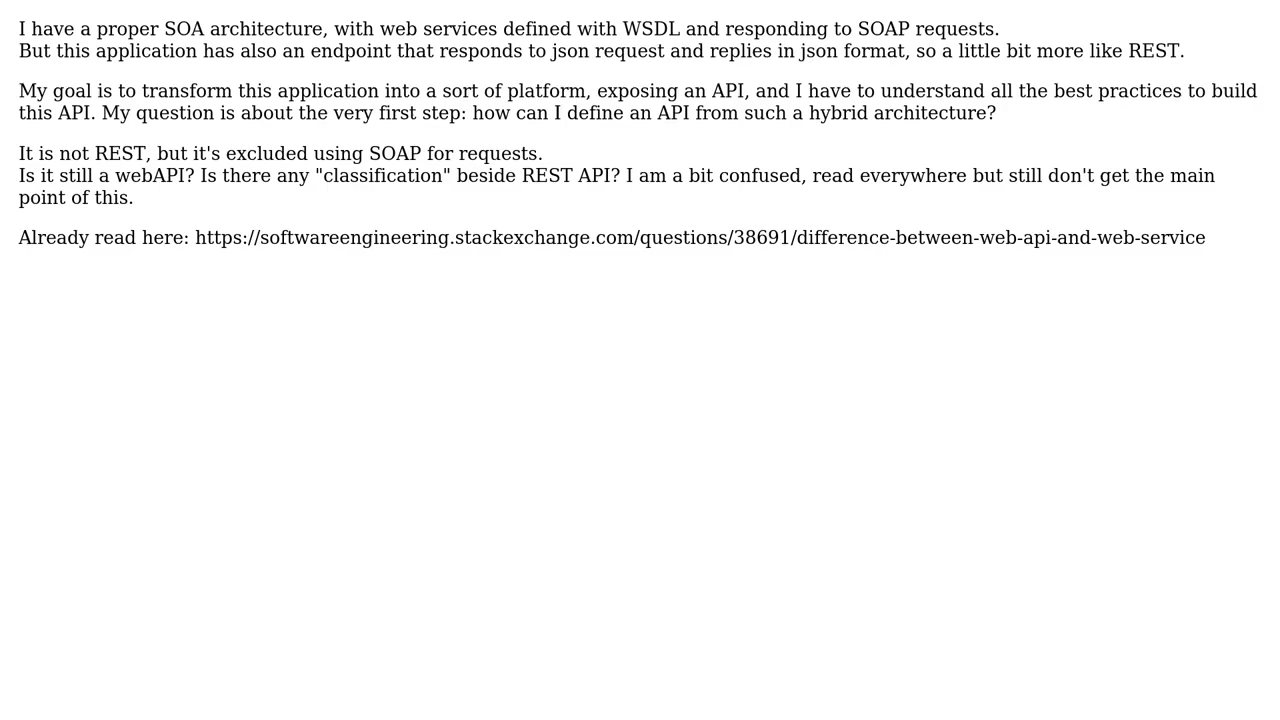 I have a proper SOA architecture, with web services defined with WSDL and responding to SOAP requests.
But this application has also an endpoint that responds to json request and replies in json format, so a little bit more like REST.
My goal is to transform this application into a sort of platform, exposing an API, and I have to understand all the best practices to build
this API. My question is about the very first step: how can I define an API from such a hybrid architecture?
It is not REST, but it's excluded using SOAP for requests.
Is it still a webAPI? Is there any "classification" beside REST API? I am a bit confused, read everywhere but still don't get the main
point of this.
Already read here: https://softwareengineering.stackexchange.com/questions/38691/difference-between-web-api-and-web-service